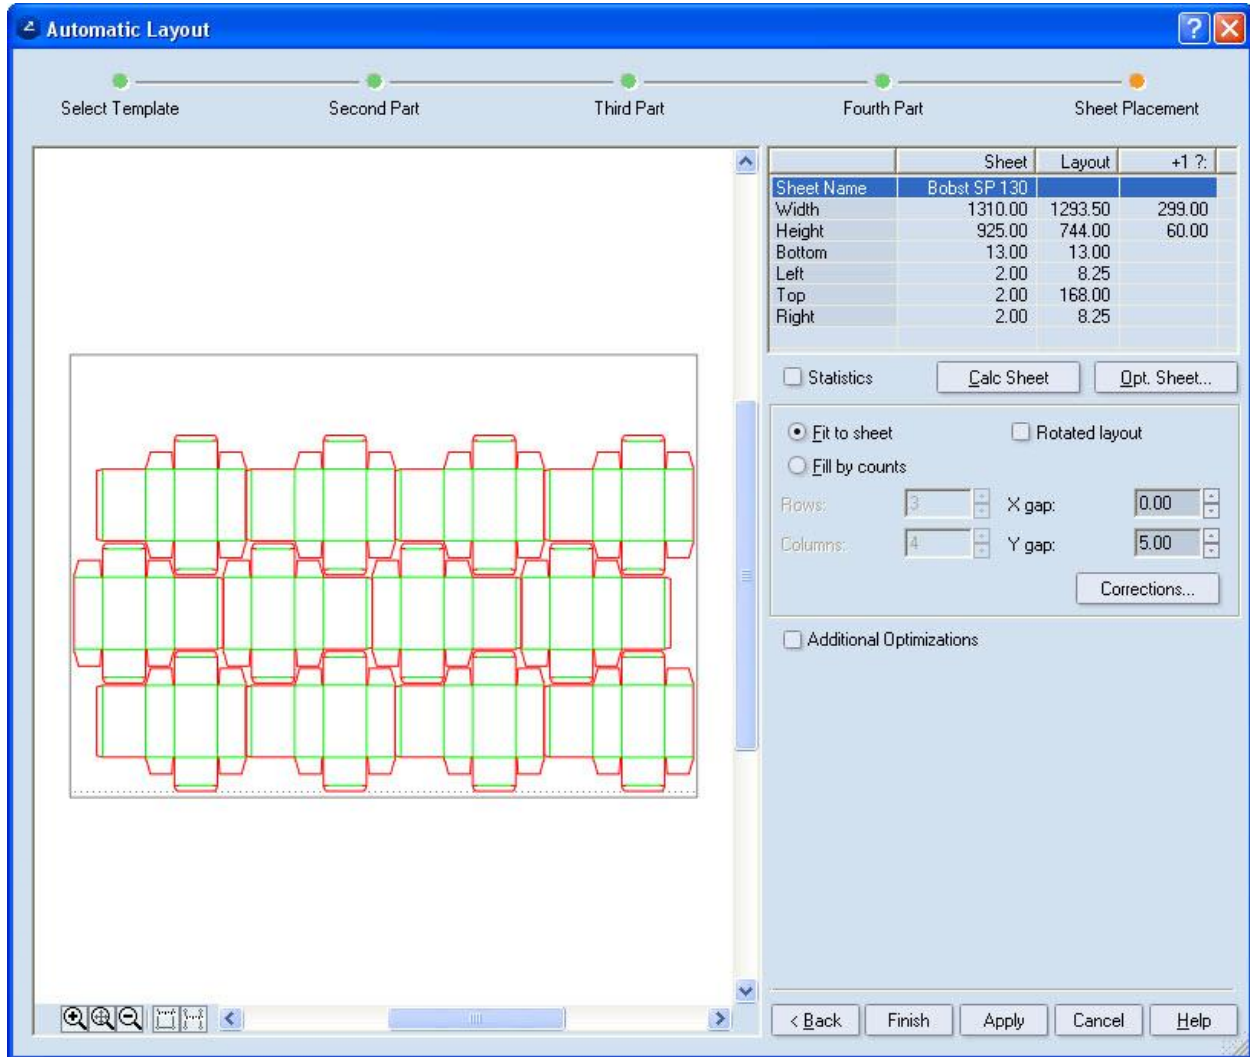 Automatic Layout
Select Template Second Part Third Part Fourth Part Sheet Placement
Sheet Layout +1 ?:
Sheet Name Bobst SP 130
Width 1310.00 1293.50 299.00
Height 925.00 744.00 60.00
Bottom 13.00 13.00
Left 2.00 8.25
Top 2.00 168.00
Right 2.00 8.25
Statistics Calc Sheet Opt. Sheet...
Fit to sheet Rotated layout
Fill by counts
Rows: 3 X gap: 0.00
Columns: 4 Y gap: 5.00
Corrections...
Additional Optimizations
< Back Finish Apply Cancel Help